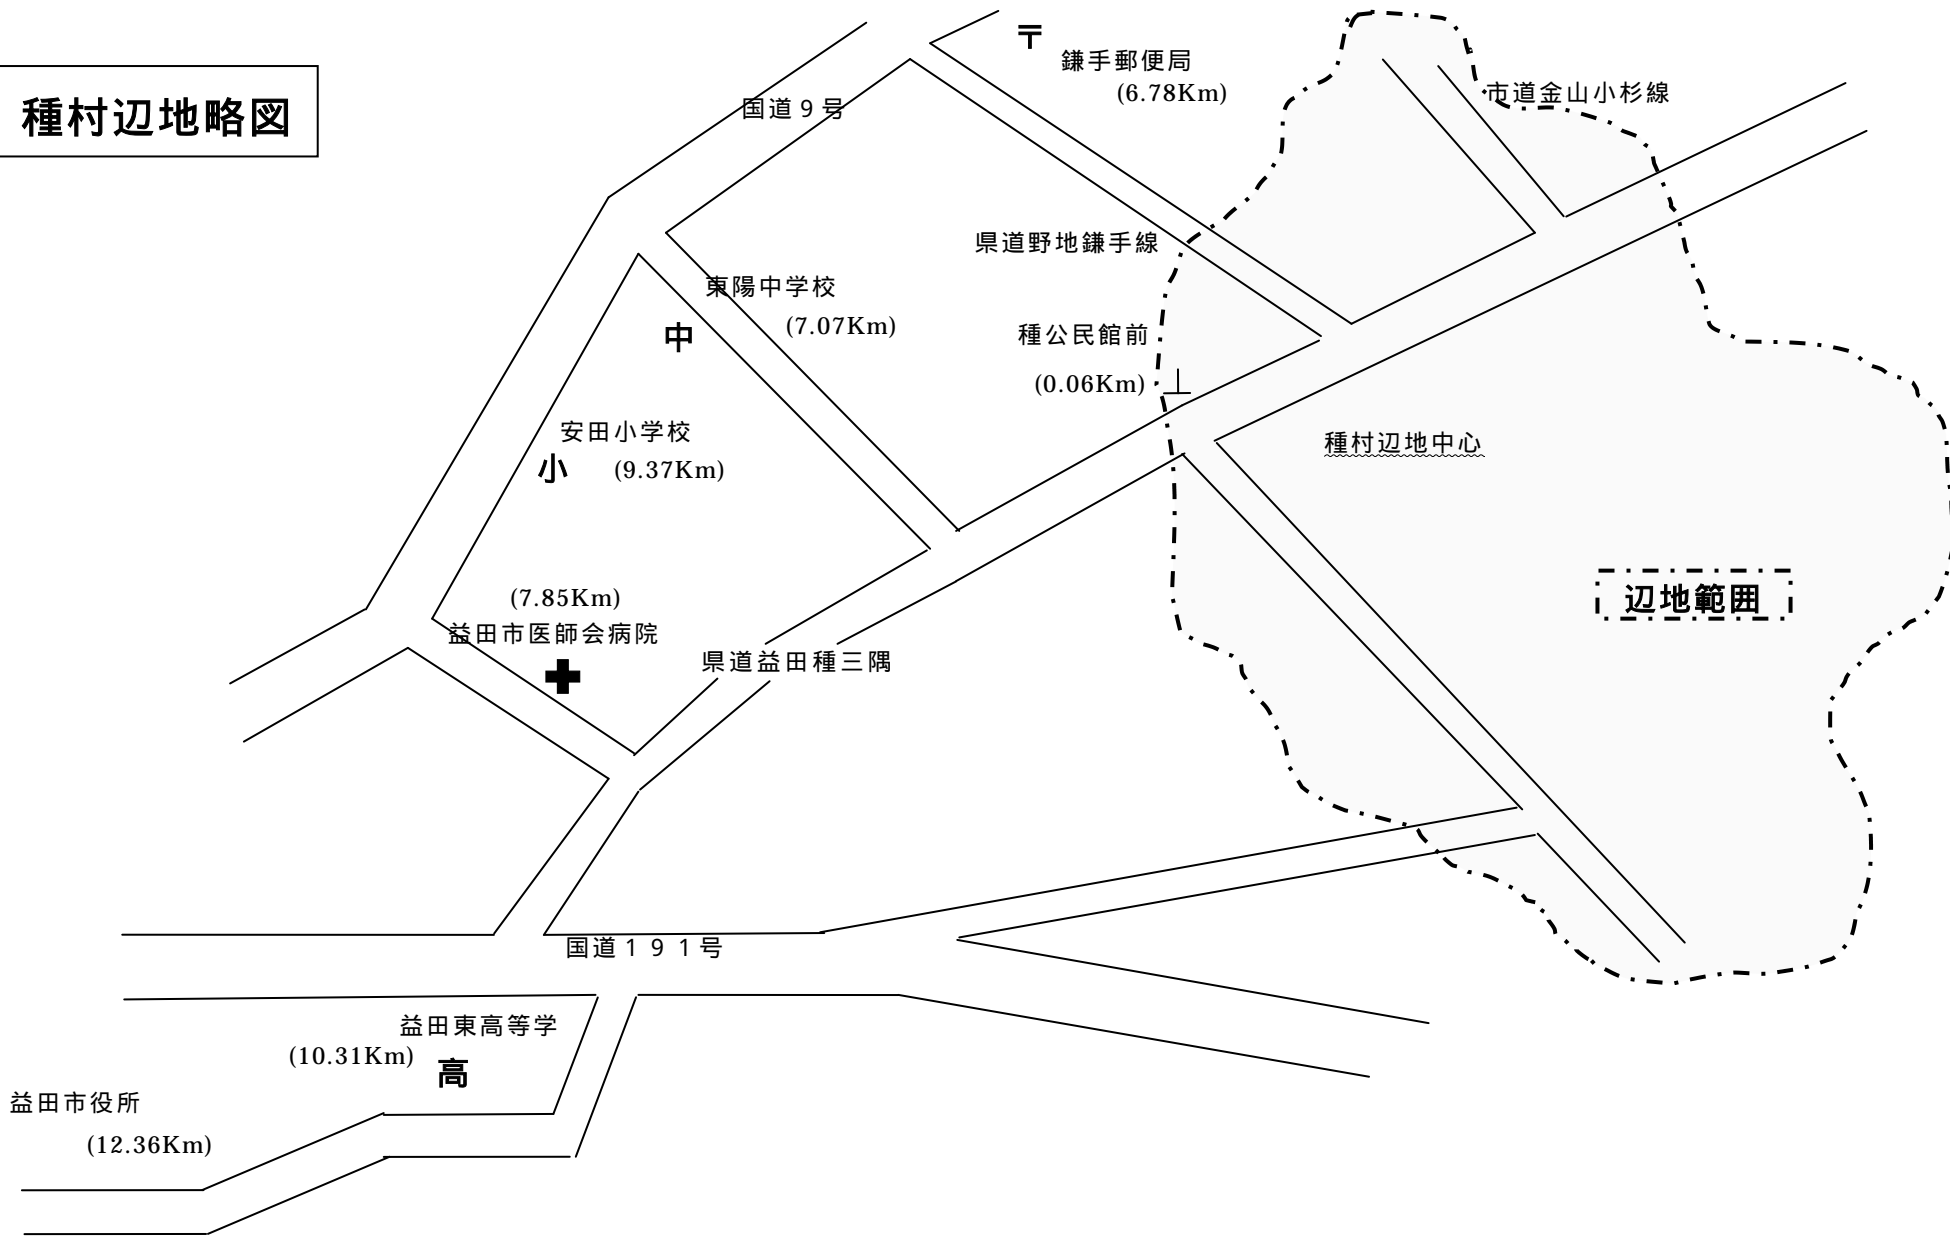 種村辺地略図
〒
鎌手郵便局
(6.78Km)
国道９号
市道金山小杉線
県道野地鎌手線
東陽中学校
(7.07Km)
中
種公民館前
(0.06Km)
安田小学校
小
(9.37Km)
種村辺地中心
(7.85Km)
益田市医師会病院
県道益田種三隅
辺地範囲
国道１９１号
益田東高等学
(10.31Km)
高
益田市役所
(12.36Km)